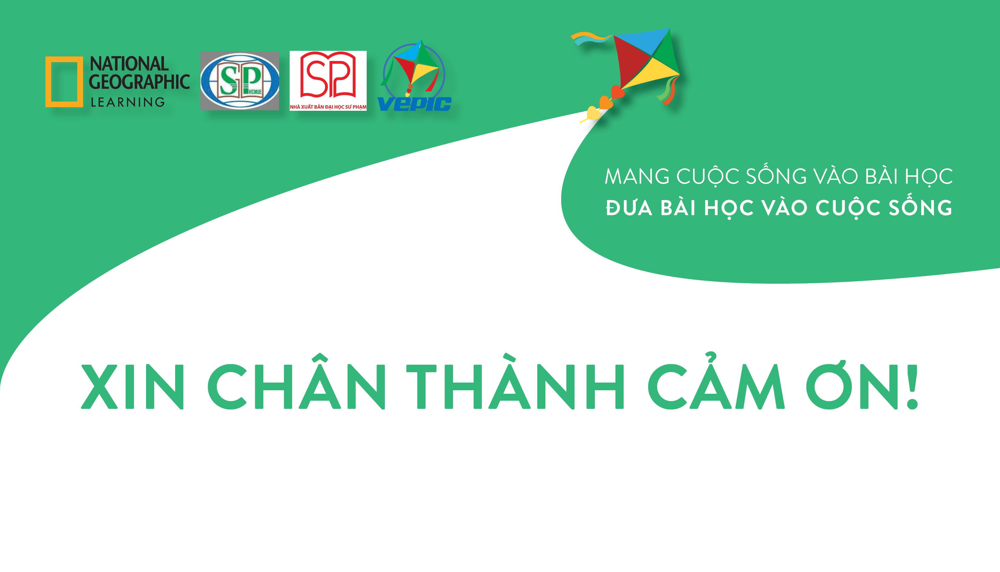 NATIONAL
GEOGRAPHIC
LEARNING
SP
HCMUE
SP
NHÀ XUẤT BẢN ĐẠI HỌC SƯ PHẠM
VEPIC
MANG CUỘC SỐNG VÀO BÀI HỌC
ĐƯA BÀI HỌC VÀO CUỘC SỐNG
XIN CHÂN THÀNH CẢM ƠN!